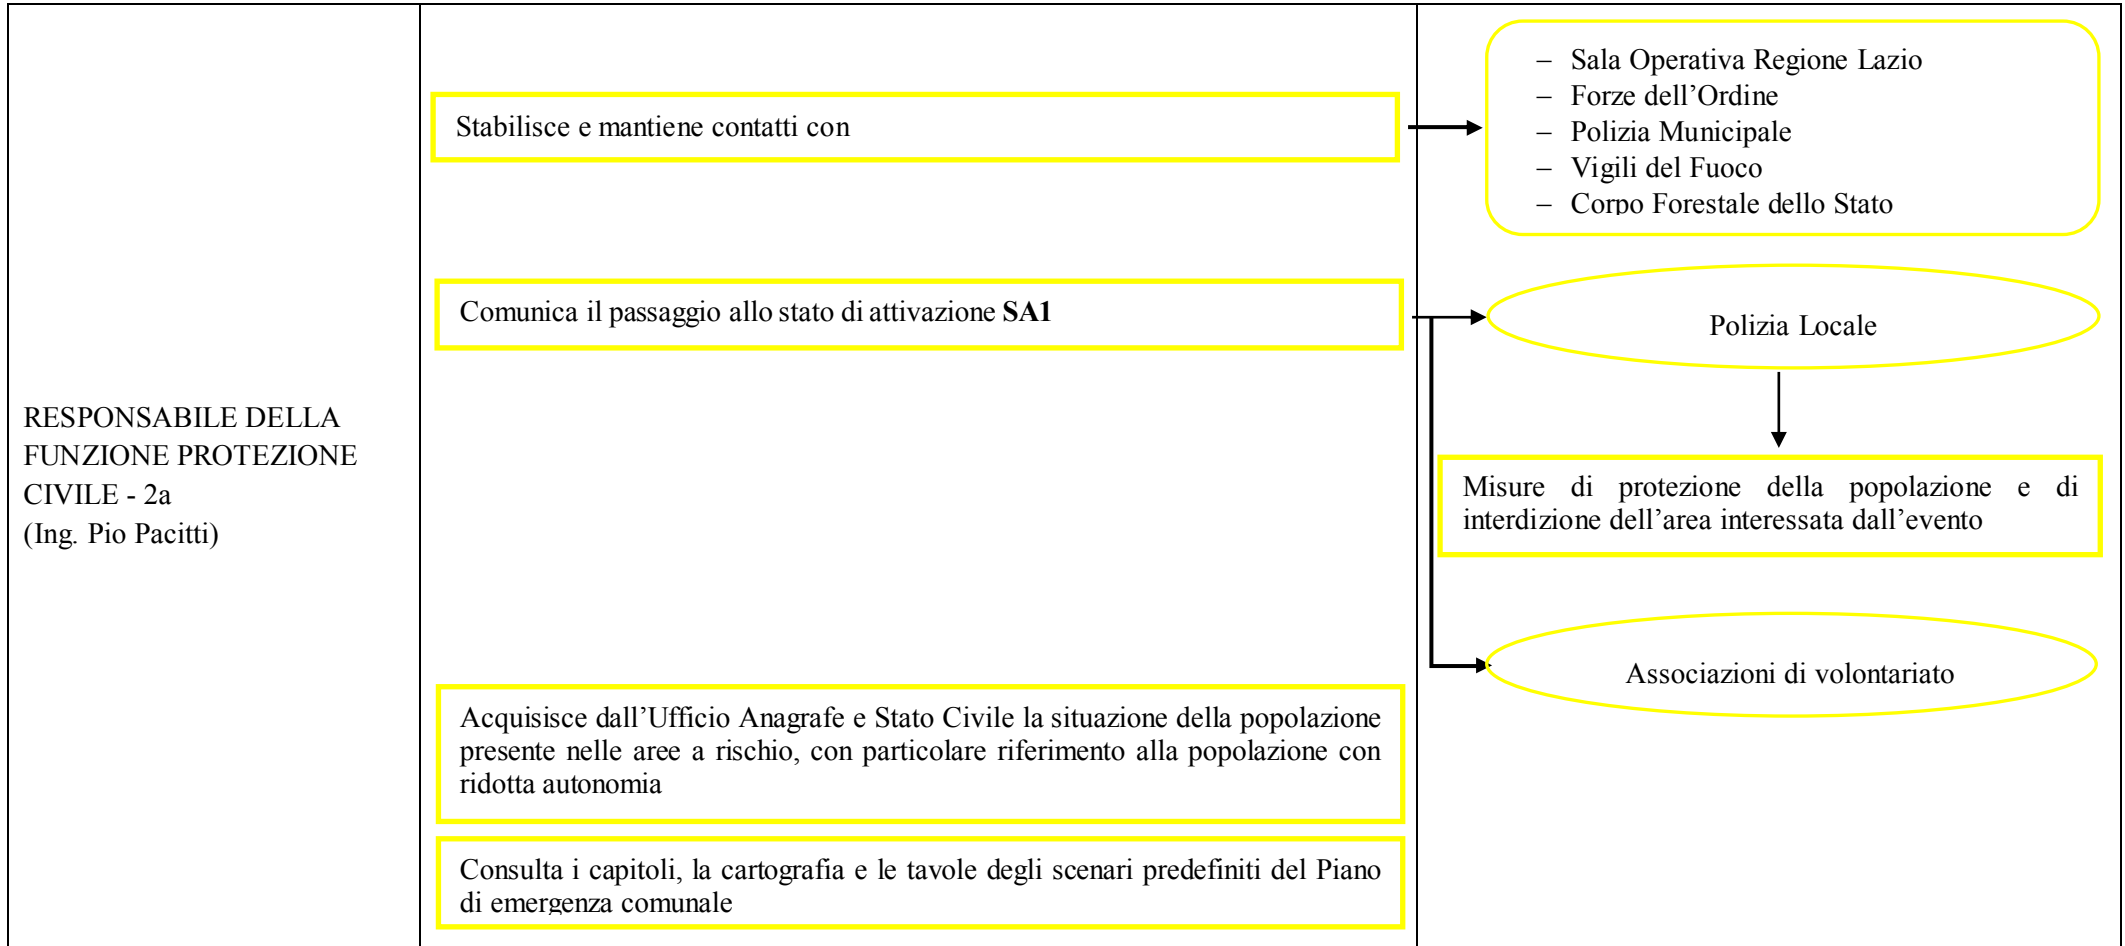 RESPONSABILE DELLA
FUNZIONE PROTEZIONE
CIVILE - 2a
(Ing. Pio Pacitti)
Stabilisce e mantiene contatti con
– Sala Operativa Regione Lazio
– Forze dell’Ordine
– Polizia Municipale
– Vigili del Fuoco
– Corpo Forestale dello Stato
Comunica il passaggio allo stato di attivazione SA1
Polizia Locale
Misure di protezione della popolazione e di
interdizione dell’area interessata dall’evento
Associazioni di volontariato
Acquisisce dall’Ufficio Anagrafe e Stato Civile la situazione della popolazione
presente nelle aree a rischio, con particolare riferimento alla popolazione con
ridotta autonomia
Consulta i capitoli, la cartografia e le tavole degli scenari predefiniti del Piano
di emergenza comunale